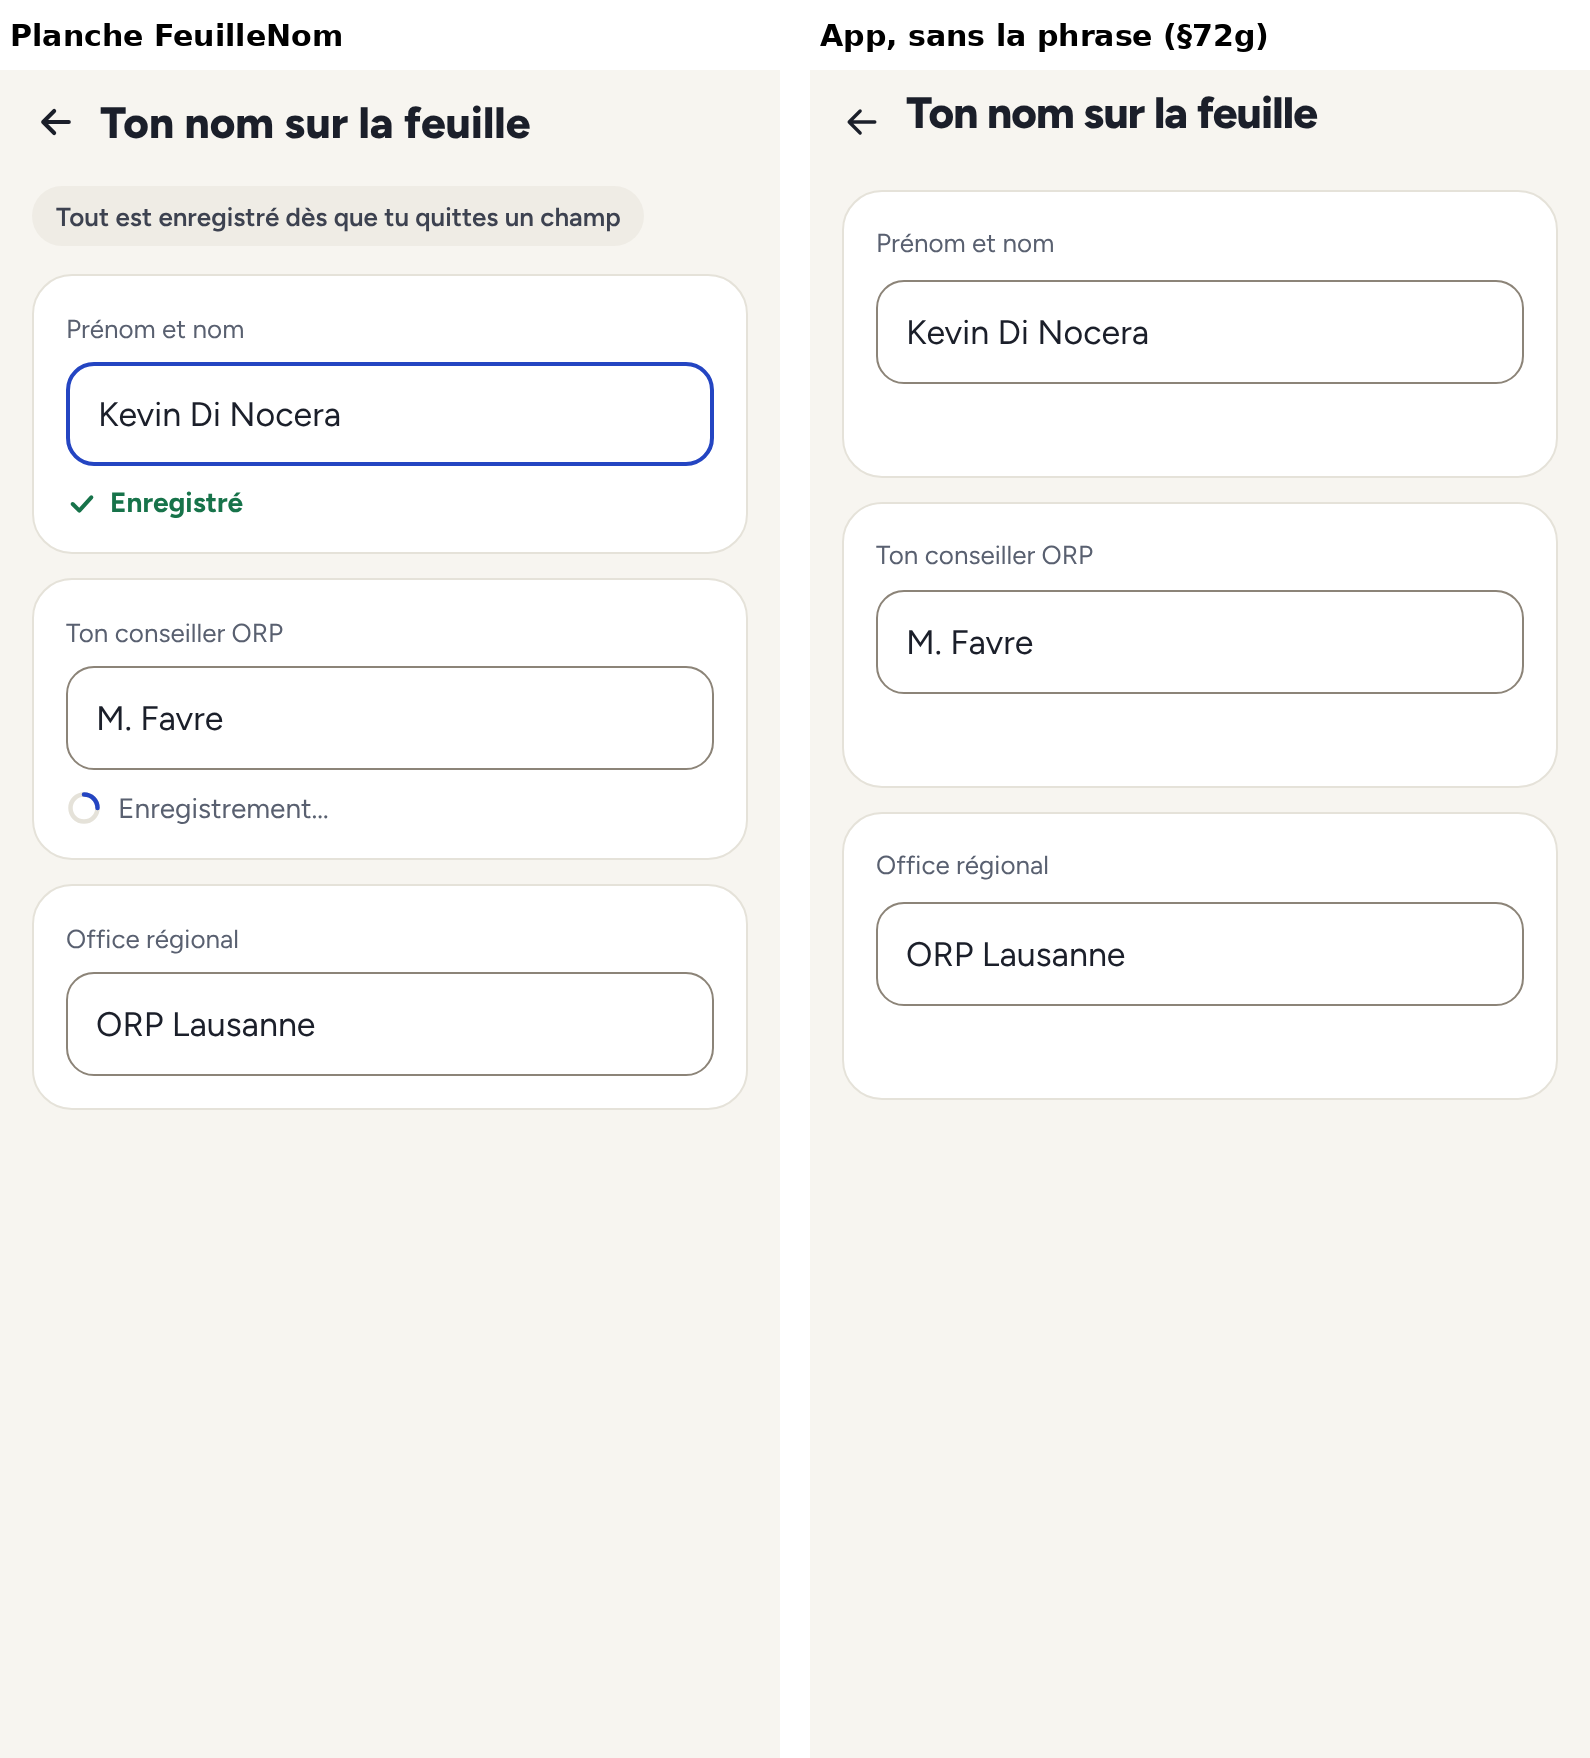 Planche FeuilleNom
Ton nom sur la feuille
Tout est enregistré dès que tu quittes un champ
Prénom et nom
Kevin Di Nocera
Enregistré
Ton conseiller ORP
M. Favre
Enregistrement...
Office régional
ORP Lausanne
App, sans la phrase (§72g)
Ton nom sur la feuille
Prénom et nom
Kevin Di Nocera
Ton conseiller ORP
M. Favre
Office régional
ORP Lausanne